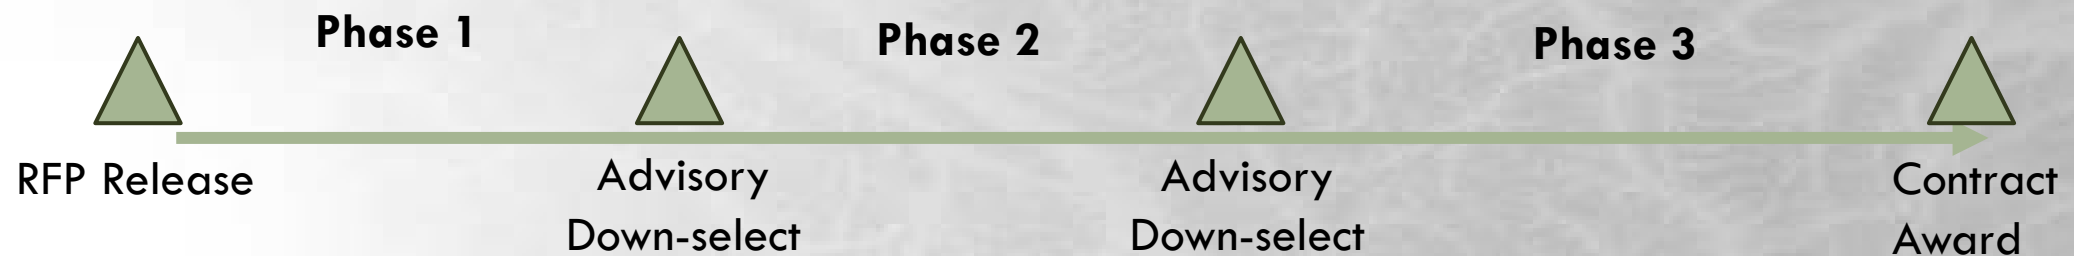 Phase 1
Phase 2
Phase 3
RFP Release
Advisory
Down-select
Advisory
Down-select
Contract
Award